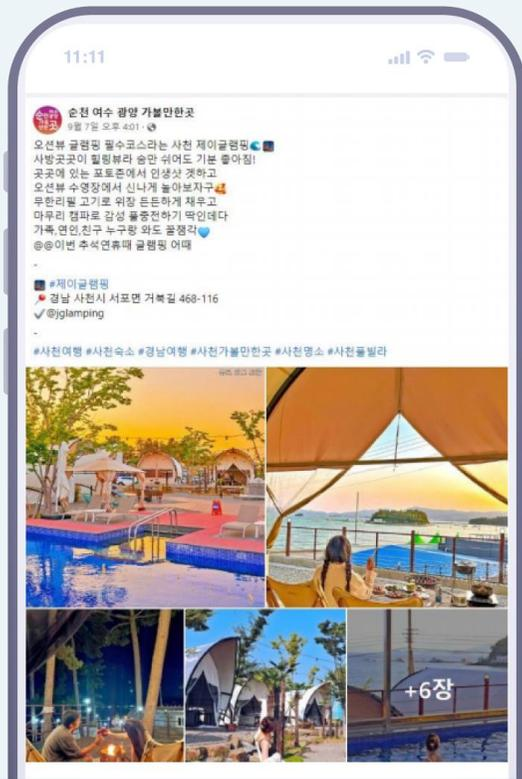 11:11
순천 여수 광양 가볼만한곳
9월 7일 오후 4:01 ·
오션뷰 글램핑 필수코스라는 사천 제이글램핑🌊🌃
사방곳곳이 힐링뷰라 숨만 쉬어도 기분 좋아짐!
곳곳에 있는 포토존에서 인생샷 겟하고
오션뷰 수영장에서 신나게 놀아보자구🥰
무한리필 고기로 위장 든든하게 채우고
마무리 캠파로 감성 풀충전하기 딱인데다
가족,연인,친구 누구랑 와도 꿀잼각💙
@@이번 추석연휴때 글램핑 어때
-
🌃 #제이글램핑
📍 경남 사천시 서포면 거북길 468-116
✔@jglamping
-
#사천여행 #사천숙소 #경남여행 #사천가볼만한곳 #사천명소 #사천풀빌라
+6장